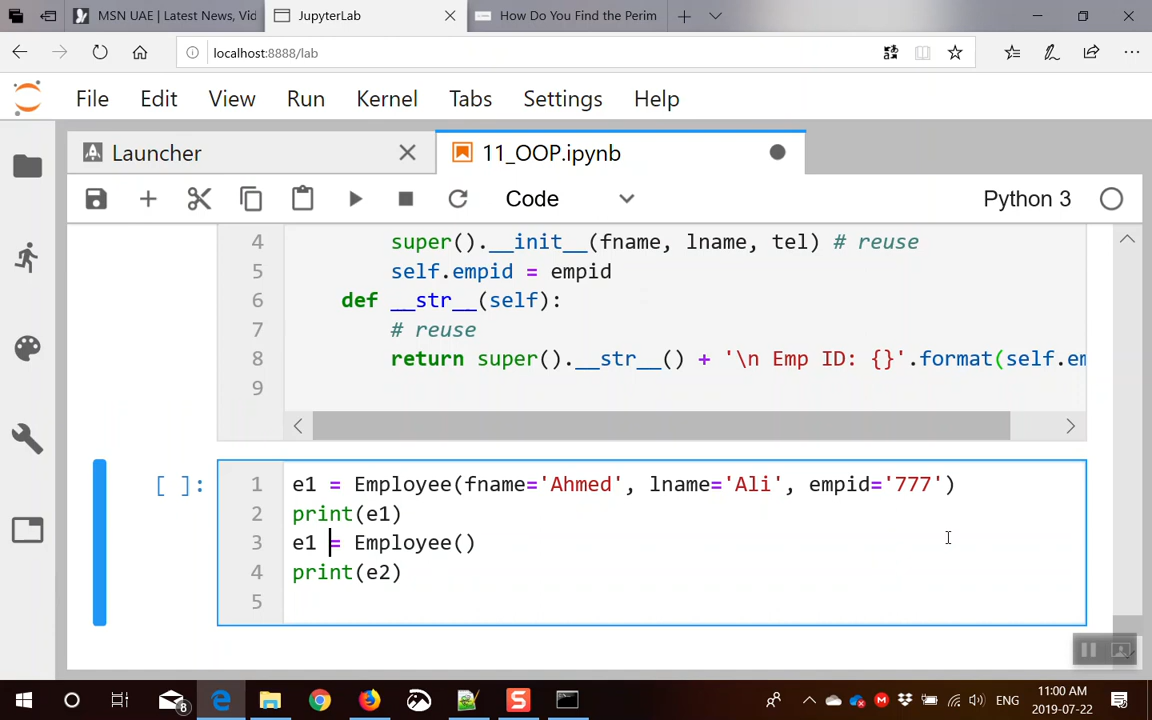 MSN UAE | Latest News, Vid
JupyterLab
How Do You Find the Perim
localhost:8888/lab
File Edit View Run Kernel Tabs Settings Help
Launcher
11_OOP.ipynb
Code
Python 3
4 super().__init__(fname, lname, tel) # reuse
5 self.empid = empid
6 def __str__(self):
7 # reuse
8 return super().__str__() + '\n Emp ID: {}'.format(self.em
9
[ ]:
1 e1 = Employee(fname='Ahmed', lname='Ali', empid='777')
2 print(e1)
3 e1 = Employee()
4 print(e2)
5
8
ENG
11:00 AM
2019-07-22